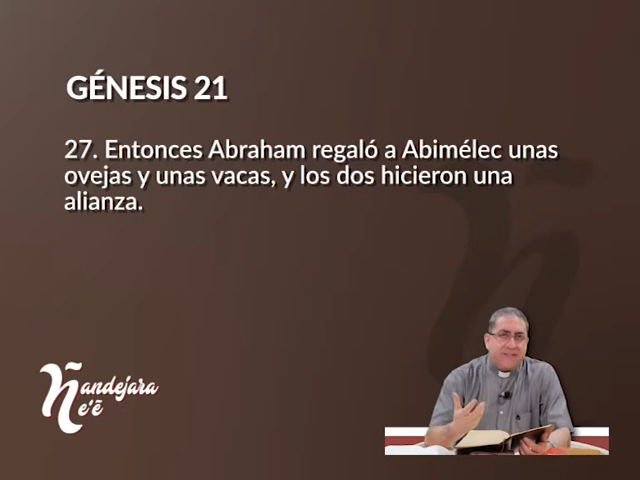 GÉNESIS 21
27. Entonces Abraham regaló a Abimélec unas
ovejas y unas vacas, y los dos hicieron una
alianza.
Ñandejara
Ñe'ẽ